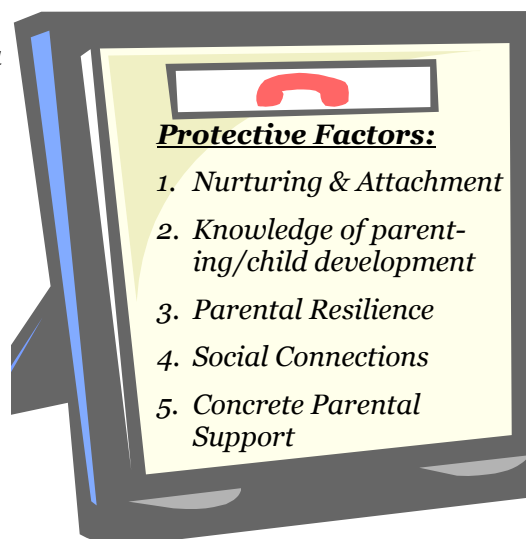 Protective Factors:
1. Nurturing & Attachment
2. Knowledge of parent-
ing/child development
3. Parental Resilience
4. Social Connections
5. Concrete Parental
Support